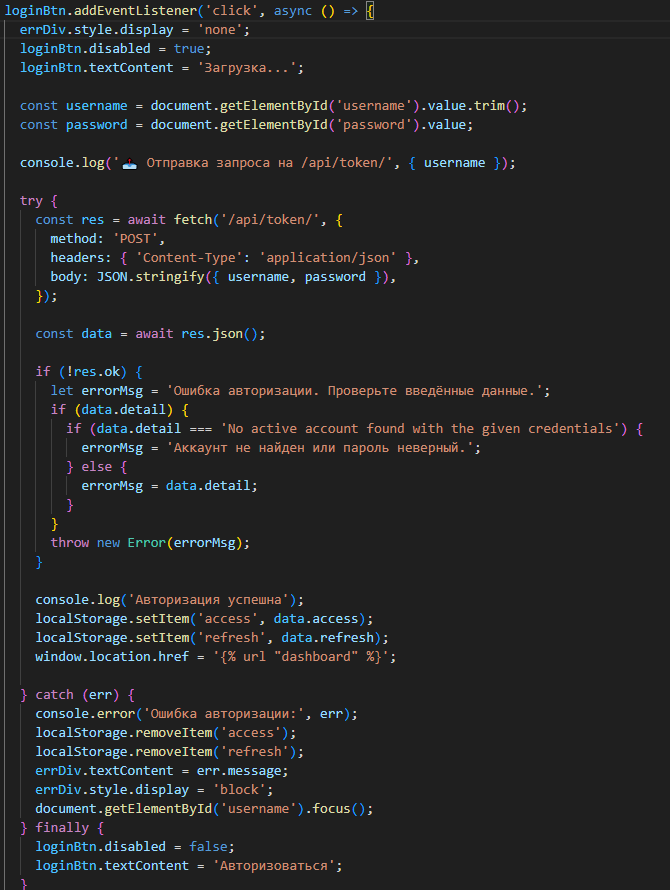 loginBtn.addEventListener('click', async () => {
  errDiv.style.display = 'none';
  loginBtn.disabled = true;
  loginBtn.textContent = 'Загрузка...';

  const username = document.getElementById('username').value.trim();
  const password = document.getElementById('password').value;

  console.log('📤 Отправка запроса на /api/token/', { username });

  try {
    const res = await fetch('/api/token/', {
      method: 'POST',
      headers: { 'Content-Type': 'application/json' },
      body: JSON.stringify({ username, password }),
    });

    const data = await res.json();

    if (!res.ok) {
      let errorMsg = 'Ошибка авторизации. Проверьте введённые данные.';
      if (data.detail) {
        if (data.detail === 'No active account found with the given credentials') {
          errorMsg = 'Аккаунт не найден или пароль неверный.';
        } else {
          errorMsg = data.detail;
        }
      }
      throw new Error(errorMsg);
    }

    console.log('Авторизация успешна');
    localStorage.setItem('access', data.access);
    localStorage.setItem('refresh', data.refresh);
    window.location.href = '{% url "dashboard" %}';

  } catch (err) {
    console.error('Ошибка авторизации:', err);
    localStorage.removeItem('access');
    localStorage.removeItem('refresh');
    errDiv.textContent = err.message;
    errDiv.style.display = 'block';
    document.getElementById('username').focus();
  } finally {
    loginBtn.disabled = false;
    loginBtn.textContent = 'Авторизоваться';
  }